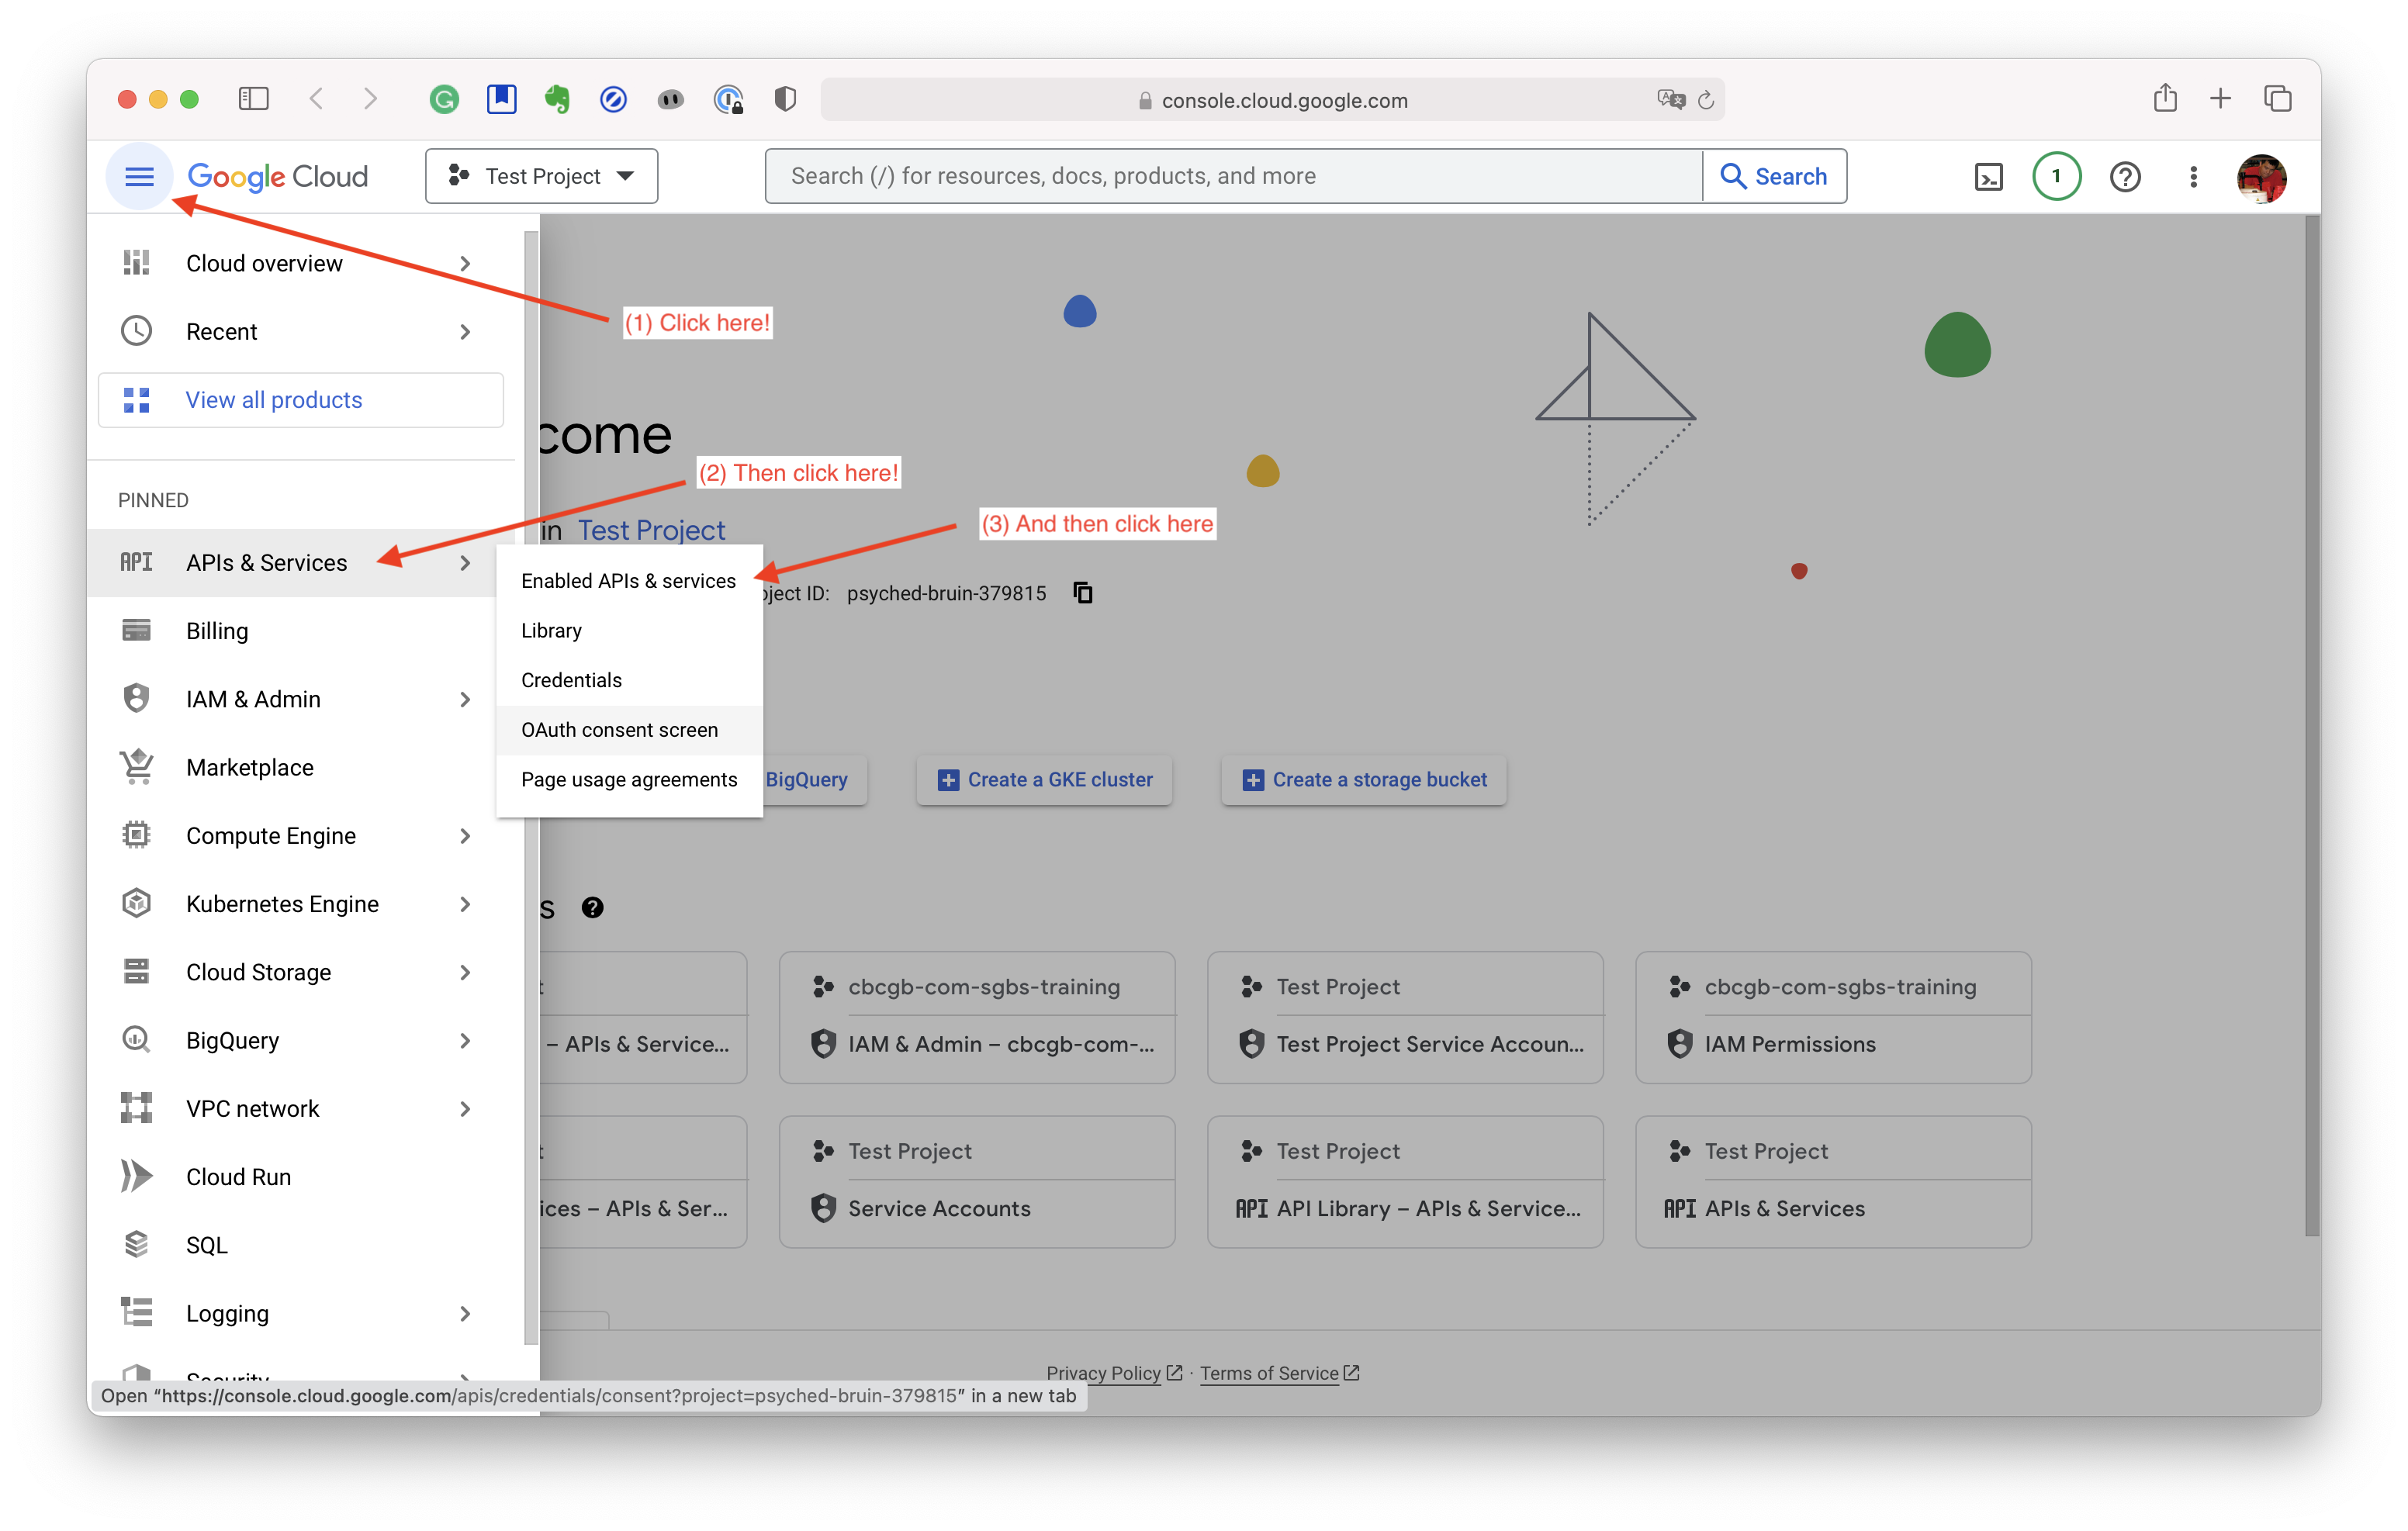 console.cloud.google.com
Google Cloud
Test Project
Search (/) for resources, docs, products, and more
Search
1
Cloud overview
(1) Click here!
Recent
View all products
come
(2) Then click here!
PINNED
(3) And then click here
in Test Project
API APIs & Services
Enabled APIs & services
oject ID: psyched-bruin-379815
Billing
Library
Credentials
IAM & Admin
OAuth consent screen
Marketplace
Page usage agreements
BigQuery
Create a GKE cluster
Create a storage bucket
Compute Engine
Kubernetes Engine
s
Cloud Storage
t
cbcgb-com-sgbs-training
Test Project
cbcgb-com-sgbs-training
BigQuery
– APIs & Service...
IAM & Admin – cbcgb-com-...
Test Project Service Accoun...
IAM Permissions
VPC network
t
Test Project
Test Project
Test Project
Cloud Run
ices – APIs & Ser...
Service Accounts
API API Library – APIs & Service...
API APIs & Services
SQL
Logging
Security
Privacy Policy · Terms of Service
Open “https://console.cloud.google.com/apis/credentials/consent?project=psyched-bruin-379815” in a new tab